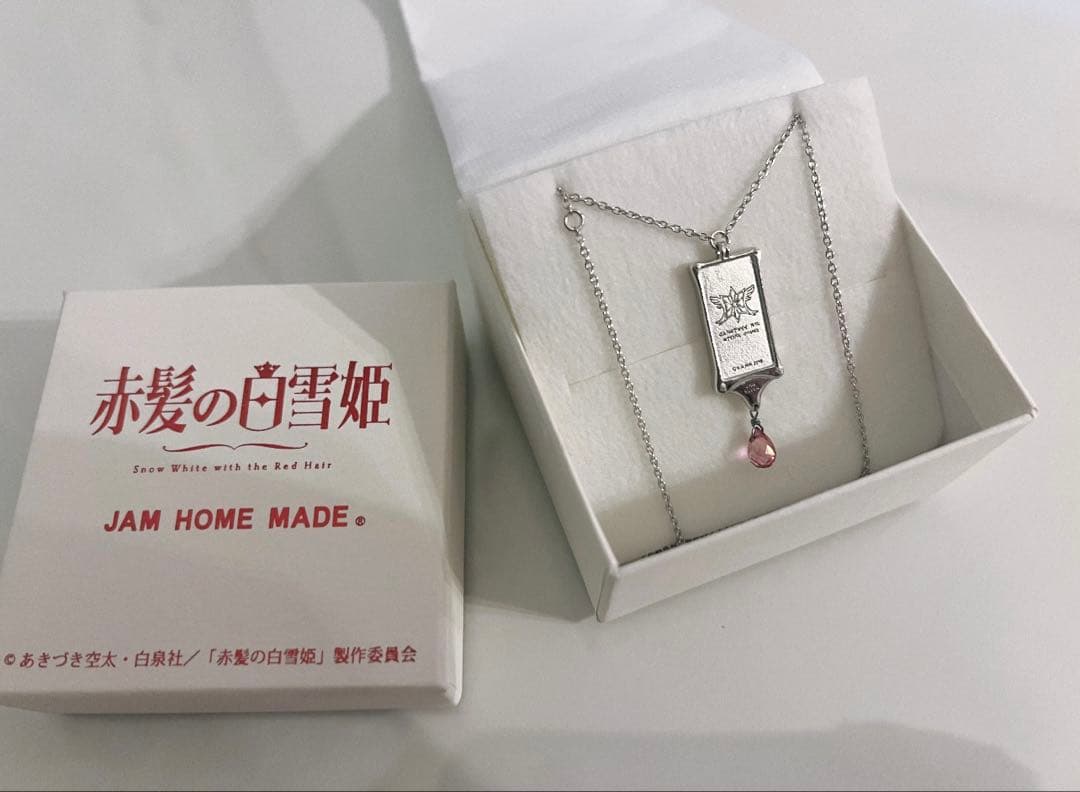 赤髪の白雪姫
Snow White with the Red Hair
JAM HOME MADE®
©あきづき空太・白泉社／「赤髪の白雪姫」製作委員会